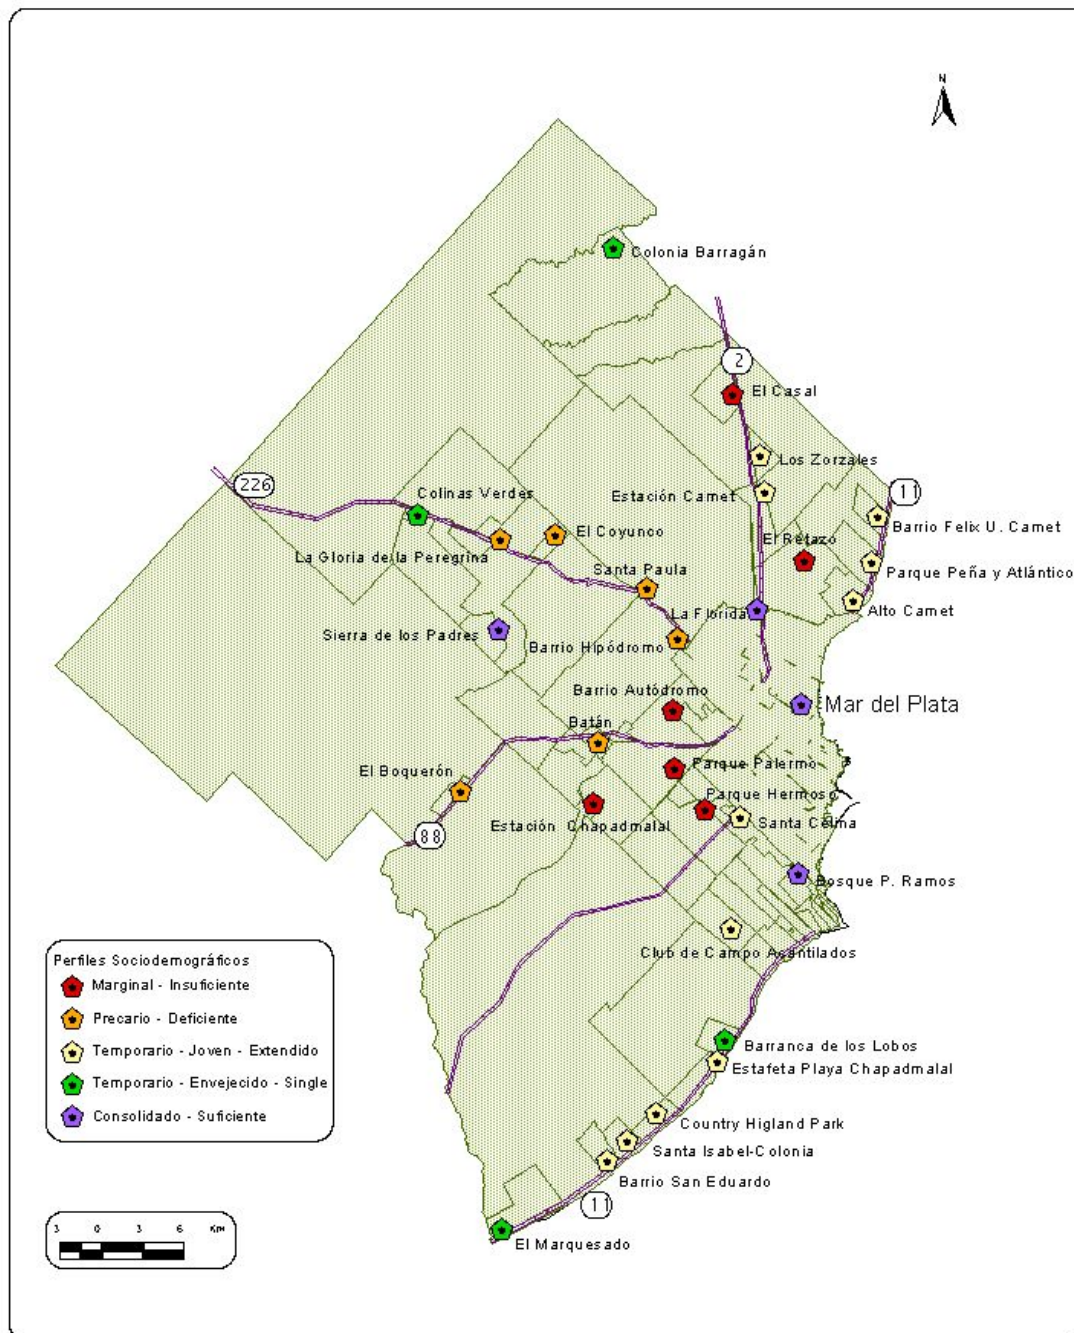 N
Colonia Barragán
2
El Casal
Los Zorzales
226
Colinas Verdes
Estación Camet
11
Barrio Felix U. Camet
El Coyunco
El Retazo
La Gloria de la Peregrina
Santa Paula
Parque Peña y Atlántico
La Florida
Alto Camet
Sierra de los Padres
Barrio Hipódromo
Barrio Autódromo
Mar del Plata
Batán
El Boquerón
Parque Palermo
Parque Hermoso
Estación Chapadmalal
Santa Celma
88
Bosque P. Ramos
Club de Campo Acantilados
Barranca de los Lobos
Estafeta Playa Chapadmalal
Country Higland Park
Santa Isabel-Colonia
Barrio San Eduardo
11
El Marquesado
Perfiles Sociodemográficos
Marginal - Insuficiente
Precario - Deficiente
Temporario - Joven - Extendido
Temporario - Envejecido - Single
Consolidado - Suficiente
3 0 3 6 Km